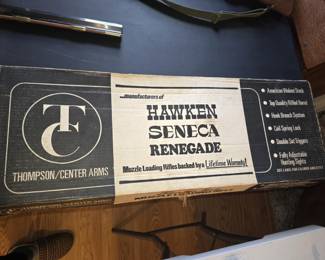 TC
THOMPSON/CENTER ARMS
...manufacturers of
HAWKEN
SENECA
RENEGADE
Muzzle Loading Rifles backed by a Lifetime Warranty!
• American Walnut Stock
• Top Quality Rifled Barrel
• Hook Breech System
• Coil Spring Lock
• Double Set Triggers
• Fully Adjustable
Hunting Sights